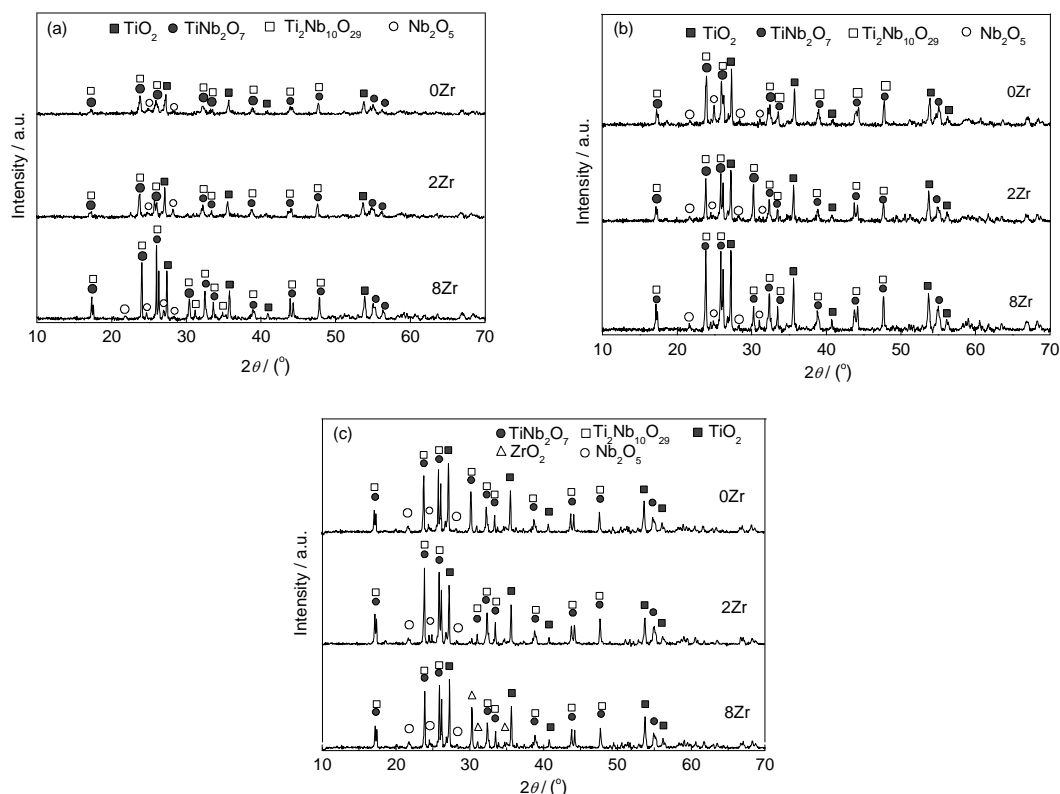 (a)
TiO2 TiNb2O7 Ti2Nb10O29 Nb2O5
0Zr
2Zr
8Zr
Intensity / a.u.
10 20 30 40 50 60 70
2θ / (°)
(b)
TiO2 TiNb2O7 Ti2Nb10O29 Nb2O5
0Zr
2Zr
8Zr
Intensity / a.u.
10 20 30 40 50 60 70
2θ / (°)
(c)
TiNb2O7 Ti2Nb10O29 TiO2
ZrO2 Nb2O5
0Zr
2Zr
8Zr
Intensity / a.u.
10 20 30 40 50 60 70
2θ / (°)